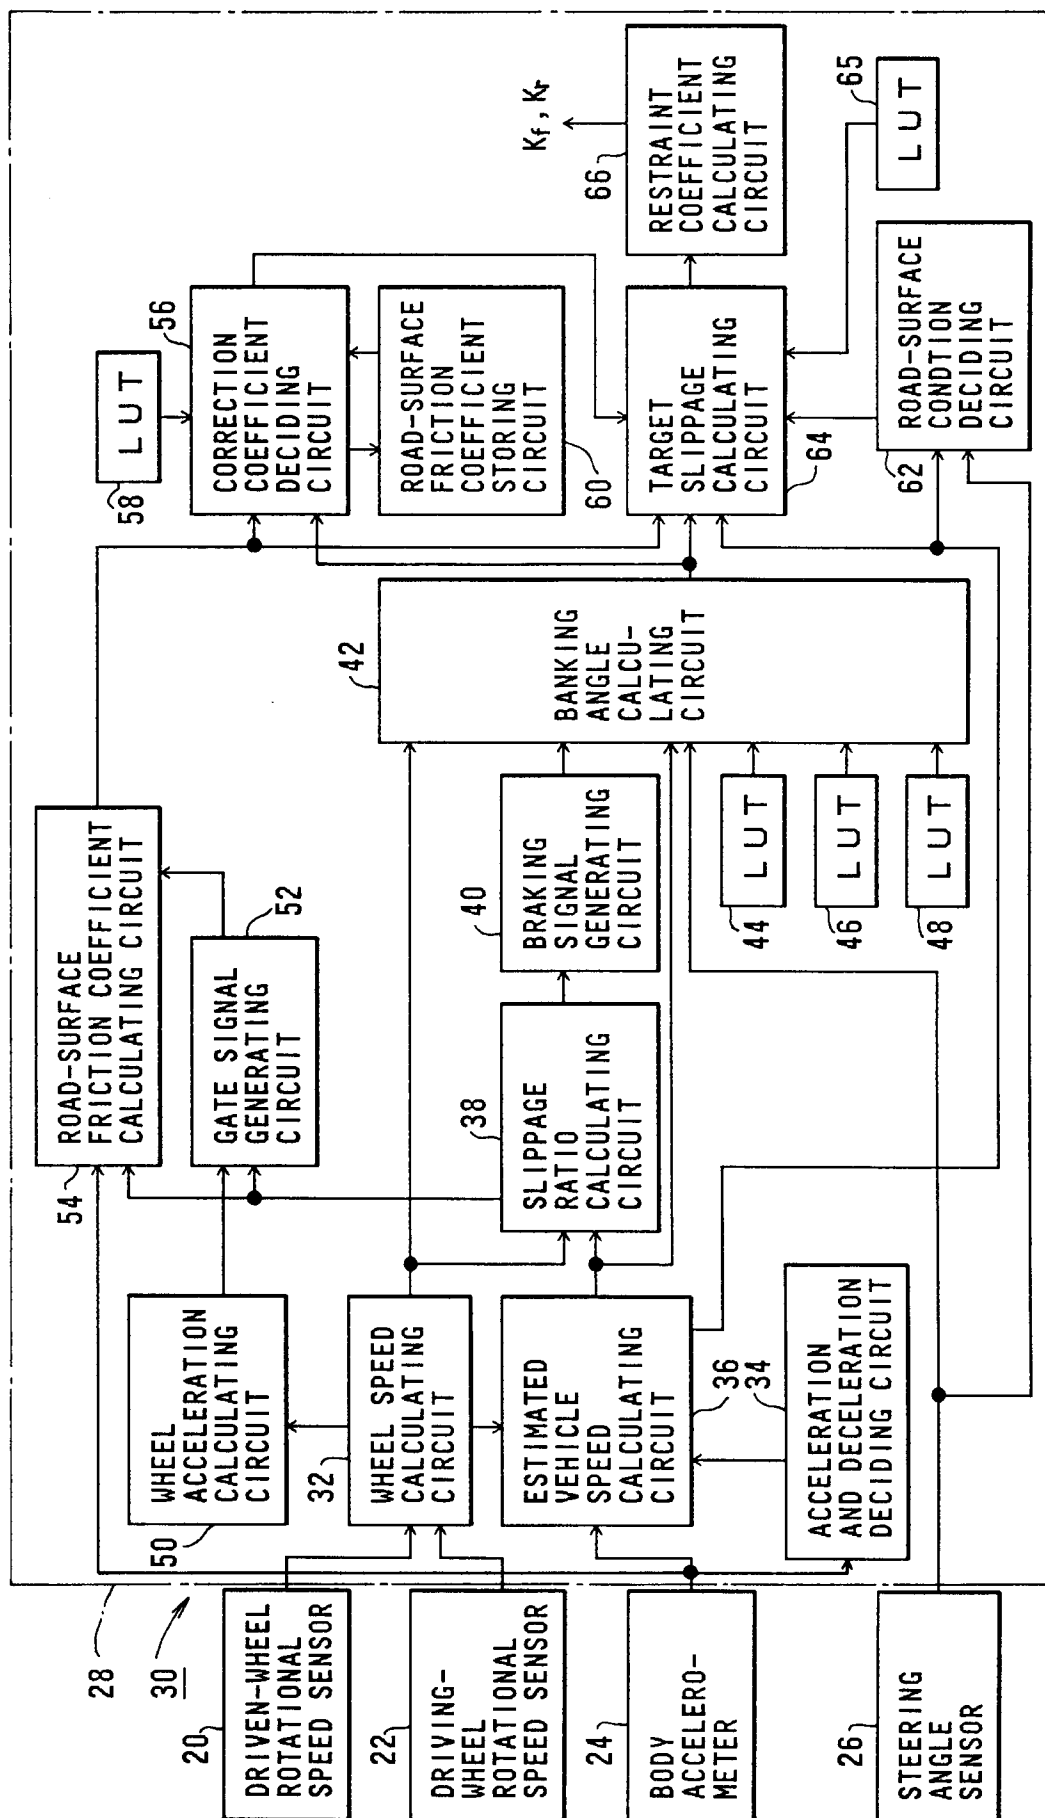 28
30
20
DRIVEN-WHEEL
ROTATIONAL
SPEED SENSOR
22
DRIVING-
WHEEL
ROTATIONAL
SPEED SENSOR
24
BODY
ACCELERO-
METER
26
STEERING
ANGLE
SENSOR
50
WHEEL
ACCELERATION
CALCULATING
CIRCUIT
32
WHEEL SPEED
CALCULATING
CIRCUIT
ESTIMATED
VEHICLE
SPEED
CALCULATING
CIRCUIT
36
34
ACCELERATION
AND DECELERATION
DECIDING CIRCUIT
54
ROAD-SURFACE
FRICTION COEFFICIENT
CALCULATING CIRCUIT
GATE SIGNAL
GENERATING
CIRCUIT
52
38
SLIPPAGE
RATIO
CALCULATING
CIRCUIT
40
BRAKING
SIGNAL
GENERATING
CIRCUIT
44
LUT
46
LUT
48
LUT
42
BANKING
ANGLE
CALCU-
LATING
CIRCUIT
58
LUT
56
CORRECTION
COEFFICIENT
DECIDING
CIRCUIT
ROAD-SURFACE
FRICTION
COEFFICIENT
STORING
CIRCUIT
60
TARGET
SLIPPAGE
CALCULATING
CIRCUIT
64
62
ROAD-SURFACE
CONDITION
DECIDING
CIRCUIT
Kf, Kr
66
RESTRAINT
COEFFICIENT
CALCULATING
CIRCUIT
65
LUT